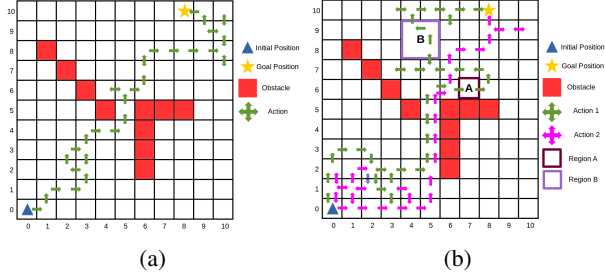 10
9
8
7
6
5
4
3
2
1
0
0 1 2 3 4 5 6 7 8 9 10
Initial Position
Goal Position
Obstacle
Action
(a)
10
9
8
7
6
5
4
3
2
1
0
0 1 2 3 4 5 6 7 8 9 10
B
A
Initial Position
Goal Position
Obstacle
Action 1
Action 2
Region A
Region B
(b)